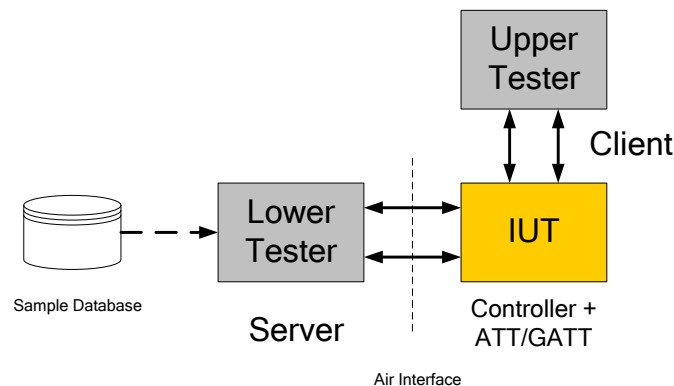 Upper
Tester
Client
Lower
Tester
IUT
Sample Database
Server
Controller +
ATT/GATT
Air Interface